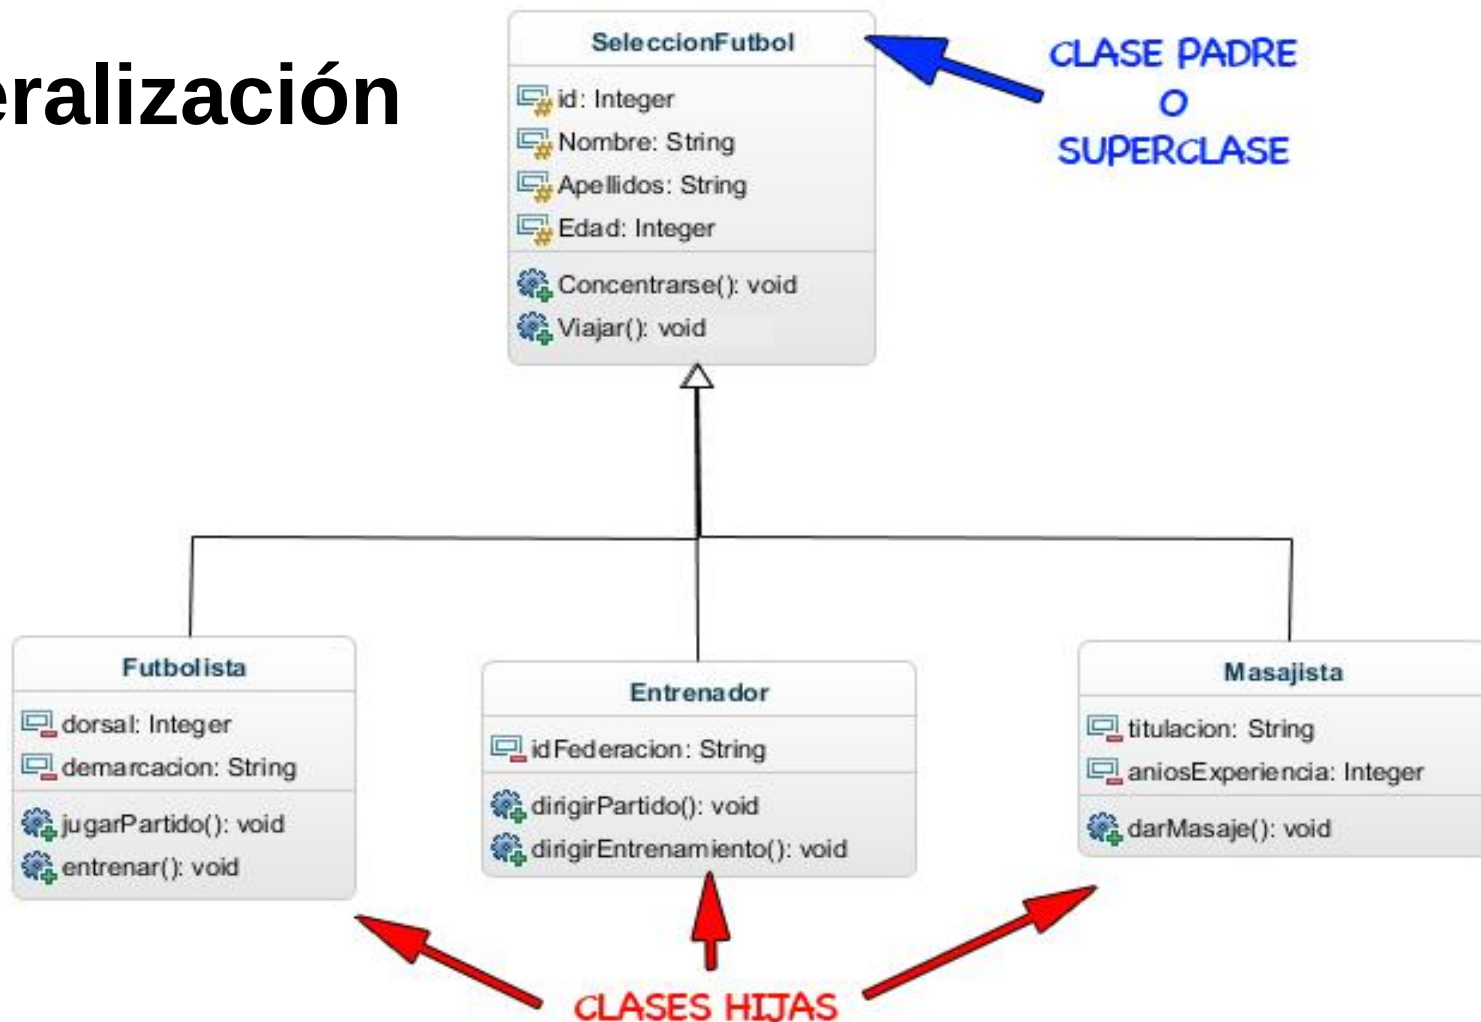 eralización
SeleccionFutbol
id: Integer
Nombre: String
Apellidos: String
Edad: Integer
Concentrarse(): void
Viajar(): void
CLASE PADRE
O
SUPERCLASE
Futbolista
dorsal: Integer
demarcacion: String
jugarPartido(): void
entrenar(): void
Entrenador
idFederacion: String
dirigirPartido(): void
dirigirEntrenamiento(): void
Masajista
titulacion: String
aniosExperiencia: Integer
darMasaje(): void
CLASES HIJAS